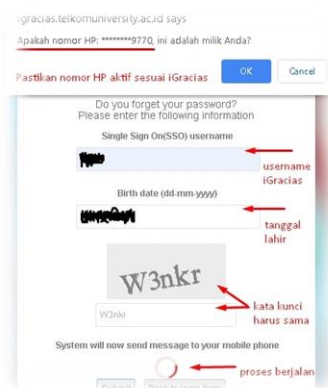 igracias.telkomuniversity.ac.id says
Apakah nomor HP: ********9770, ini adalah milik Anda?
Pastikan nomor HP aktif sesuai iGracias
OK
Cancel
Do you forget your password?
Please enter the following information
Single Sign On(SSO) username
username
iGracias
Birth date (dd-mm-yyyy)
tanggal
lahir
W3nkr
kata kunci
harus sama
W3nkr
System will now send message to your mobile phone
proses berjalan
Submit